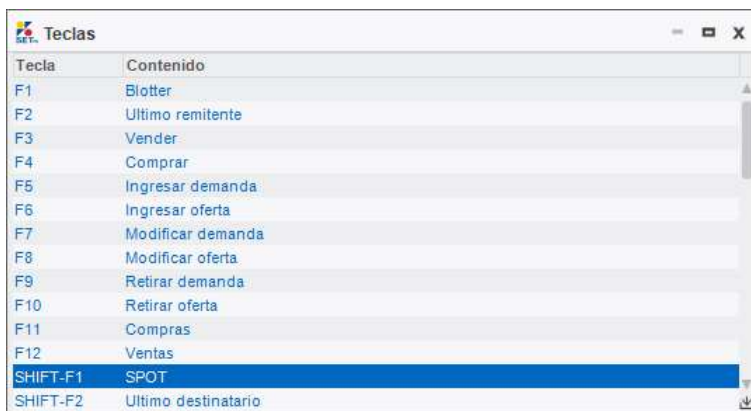 SET Teclas
Tecla Contenido
F1 Blotter
F2 Ultimo remitente
F3 Vender
F4 Comprar
F5 Ingresar demanda
F6 Ingresar oferta
F7 Modificar demanda
F8 Modificar oferta
F9 Retirar demanda
F10 Retirar oferta
F11 Compras
F12 Ventas
SHIFT-F1 SPOT
SHIFT-F2 Ultimo destinatario